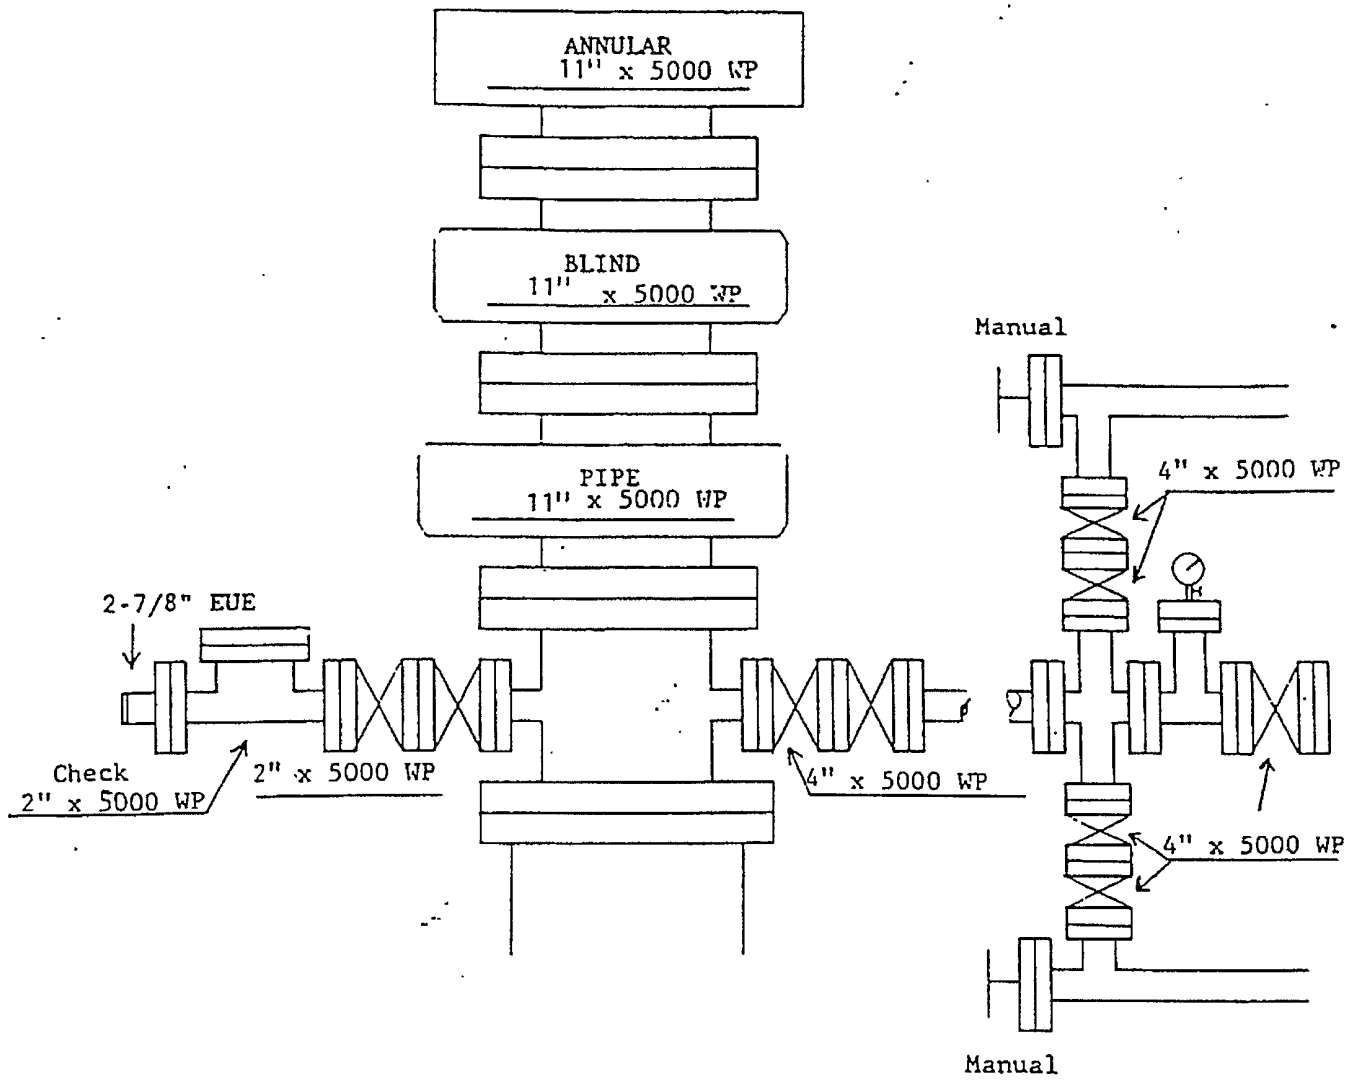 ANNULAR
11" x 5000 WP
BLIND
11" x 5000 WP
Manual
PIPE
11" x 5000 WP
4" x 5000 WP
2-7/8" EUE
Check
2" x 5000 WP
2" x 5000 WP
4" x 5000 WP
4" x 5000 WP
Manual